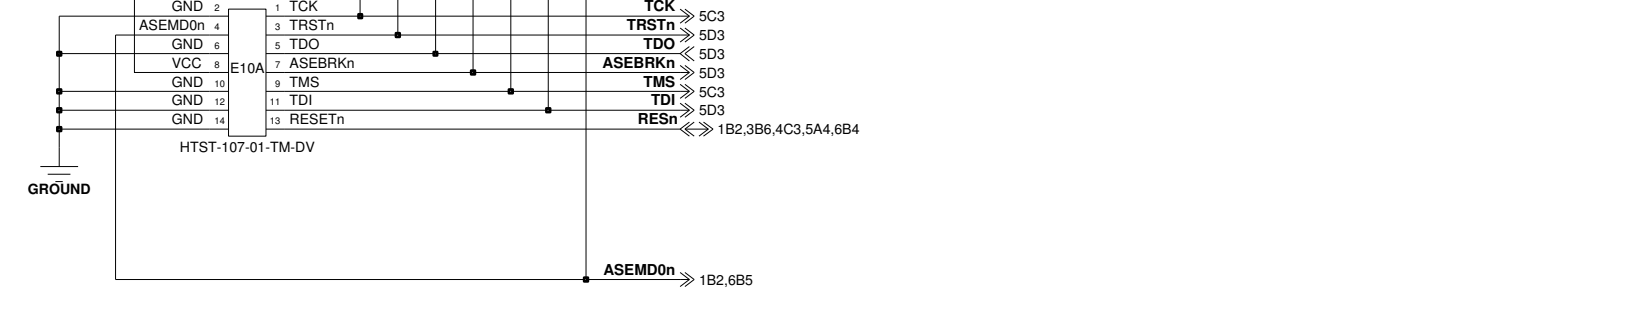 GND 2 1 TCK TCK 5C3
ASEMD0n 4 3 TRSTn TRSTn 5D3
GND 6 5 TDO TDO 5D3
VCC 8 E10A 7 ASEBRKn ASEBRKn 5D3
GND 10 9 TMS TMS 5C3
GND 12 11 TDI TDI 5D3
GND 14 13 RESETn RESn 1B2,3B6,4C3,5A4,6B4
HTST-107-01-TM-DV
GROUND
ASEMD0n 1B2,6B5